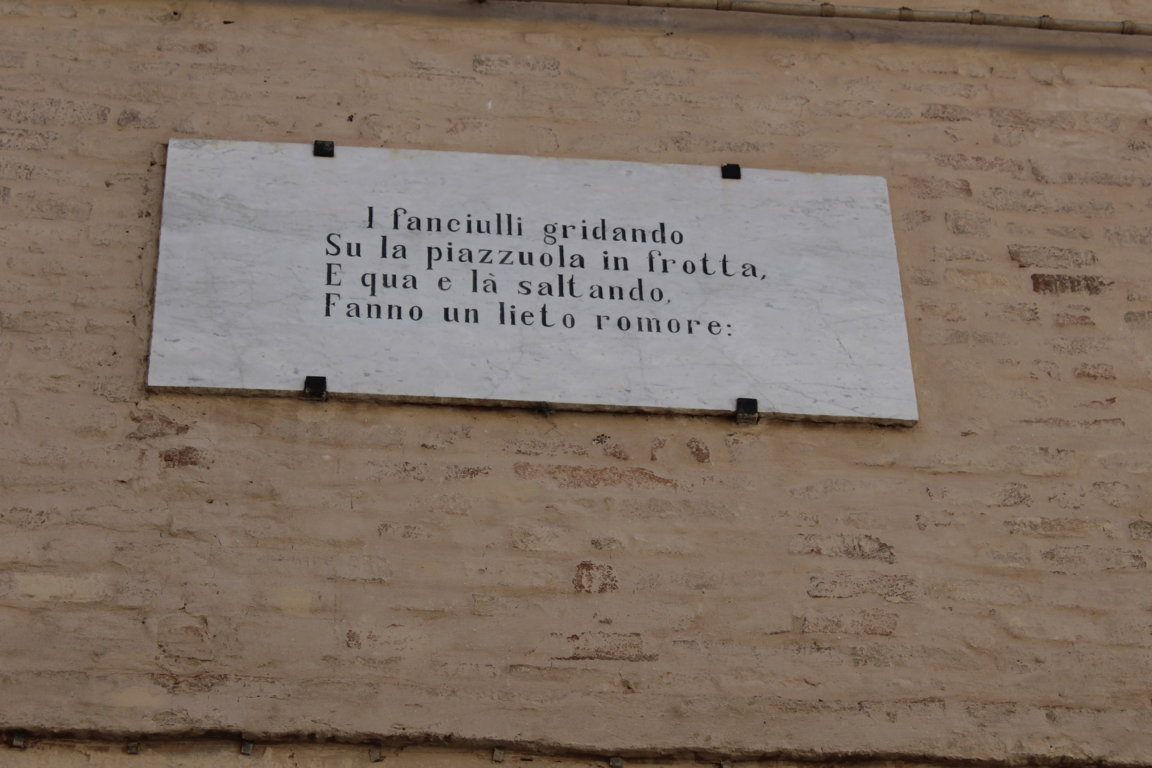 I fanciulli gridando
Su la piazzuola in frotta,
E qua e là saltando,
Fanno un lieto romore: